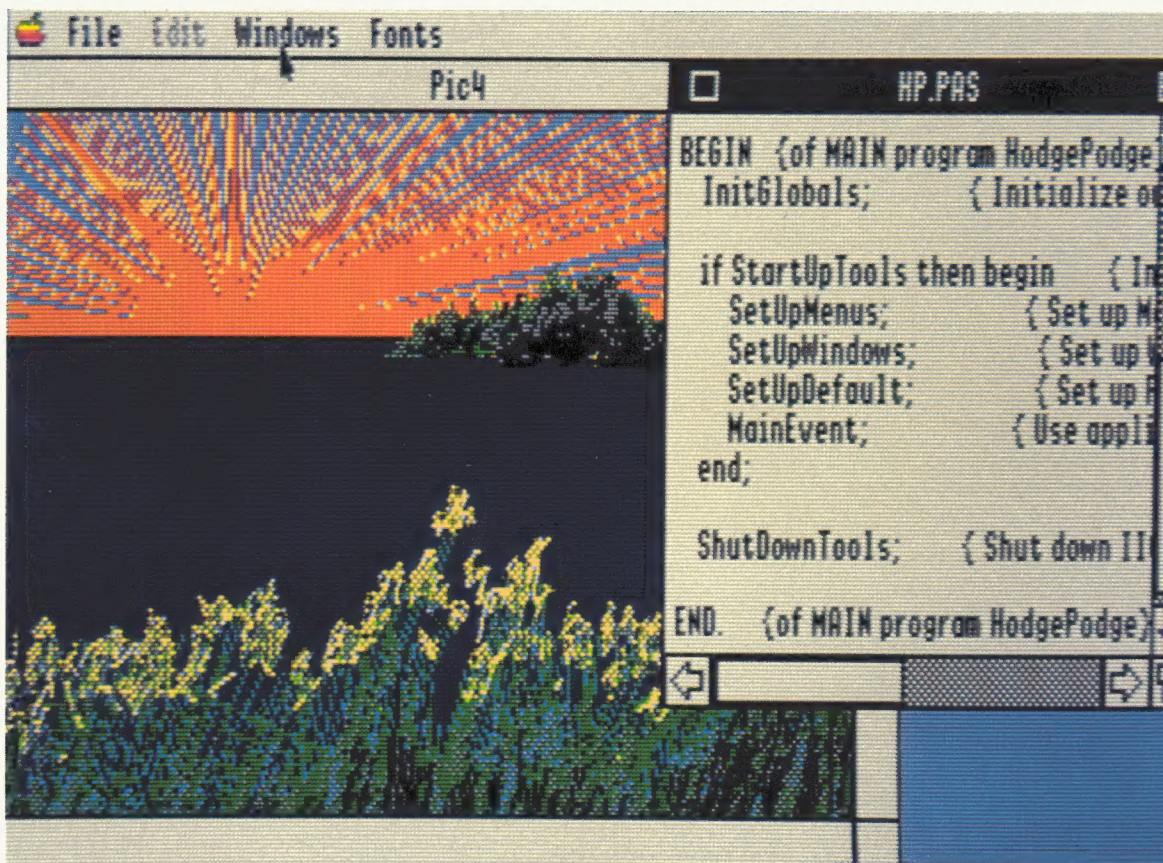 File Edit Windows Fonts
Pic4
HP.PAS
BEGIN {of MAIN program HodgePodge}
InitGlobals; { Initialize
if StartUpTools then begin {
SetUpMenus; { Set up
SetUpWindows; { Set up
SetUpDefault; { Set up
MainEvent; { Use
end;
ShutDownTools; { Shut down
END. {of MAIN program HodgePodge}